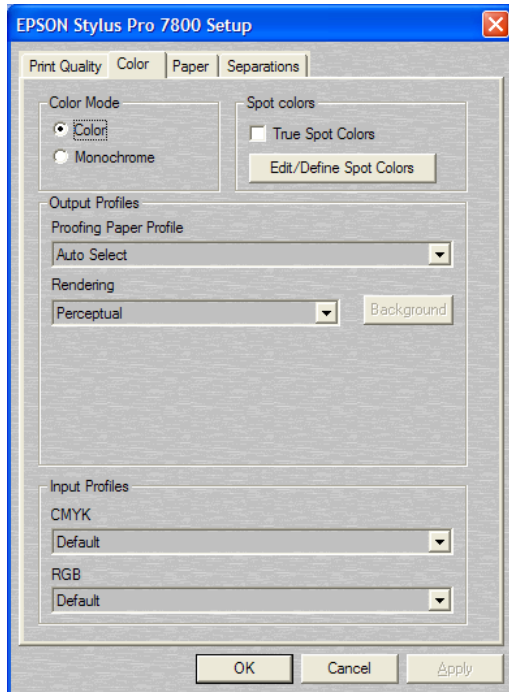 EPSON Stylus Pro 7800 Setup
Print Quality Color Paper Separations
Color Mode
Color
Monochrome
Spot colors
True Spot Colors
Edit/Define Spot Colors
Output Profiles
Proofing Paper Profile
Auto Select
Rendering
Perceptual
Background
Input Profiles
CMYK
Default
RGB
Default
OK Cancel Apply